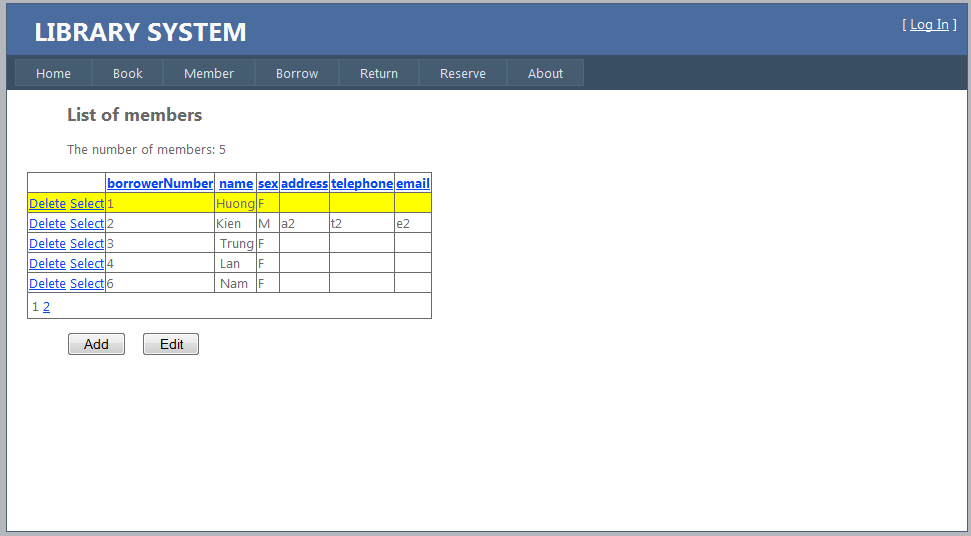 LIBRARY SYSTEM
[ Log In ]
Home Book Member Borrow Return Reserve About
List of members
The number of members: 5
borrowerNumber name sex address telephone email
Delete Select 1 Huong F
Delete Select 2 Kien M a2 t2 e2
Delete Select 3 Trung F
Delete Select 4 Lan F
Delete Select 6 Nam F
1 2
Add Edit